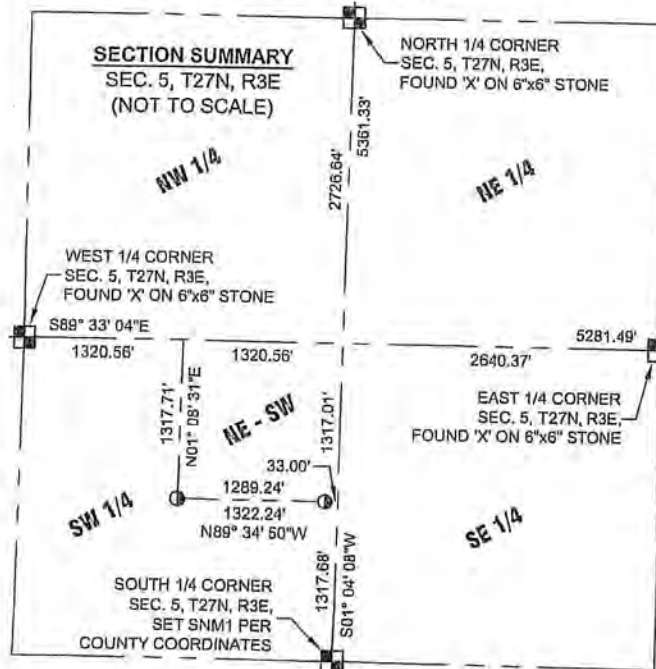 SECTION SUMMARY
SEC. 5, T27N, R3E
(NOT TO SCALE)
NORTH 1/4 CORNER
SEC. 5, T27N, R3E,
FOUND 'X' ON 6"x6" STONE
5361.33'
2726.64'
NW 1/4
NE 1/4
WEST 1/4 CORNER
SEC. 5, T27N, R3E,
FOUND 'X' ON 6"x6" STONE
S89° 33' 04"E
5281.49'
1320.56'
1320.56'
2640.37'
EAST 1/4 CORNER
SEC. 5, T27N, R3E,
FOUND 'X' ON 6"x6" STONE
1317.71'
N01° 08' 31"E
NE - SW
1317.01'
33.00'
1289.24'
1322.24'
N89° 34' 50"W
SW 1/4
SE 1/4
1317.68'
S01° 04' 08"W
SOUTH 1/4 CORNER
SEC. 5, T27N, R3E,
SET SNM1 PER
COUNTY COORDINATES